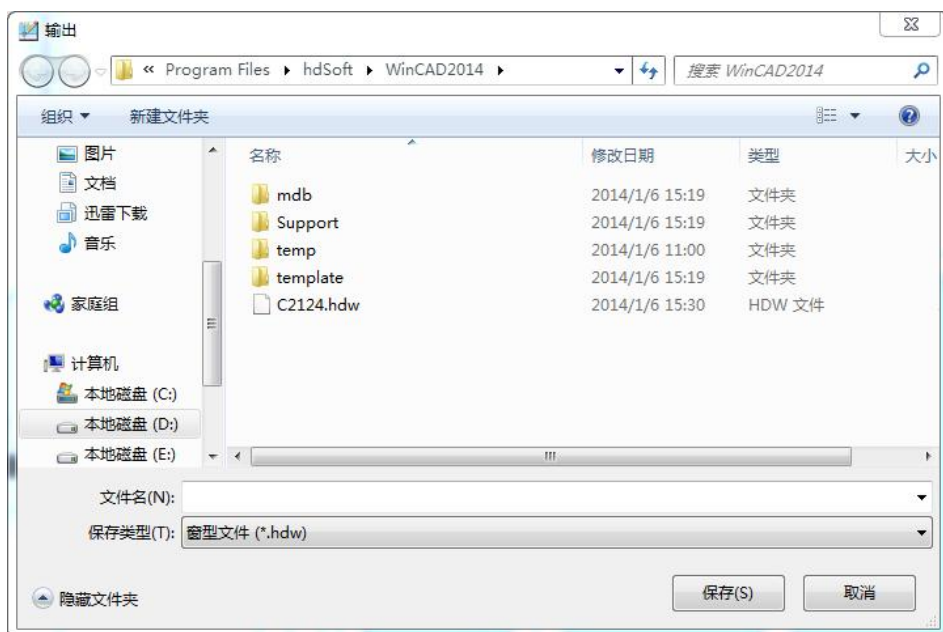 输出
« Program Files ▸ hdSoft ▸ WinCAD2014 ▸ 搜索 WinCAD2014
组织 ▼ 新建文件夹
图片
文档
迅雷下载
音乐
家庭组
计算机
本地磁盘 (C:)
本地磁盘 (D:)
本地磁盘 (E:)
名称 修改日期 类型 大小
mdb 2014/1/6 15:19 文件夹
Support 2014/1/6 15:19 文件夹
temp 2014/1/6 11:00 文件夹
template 2014/1/6 15:19 文件夹
C2124.hdw 2014/1/6 15:30 HDW 文件
文件名(N):
保存类型(T): 窗型文件 (*.hdw)
隐藏文件夹 保存(S) 取消